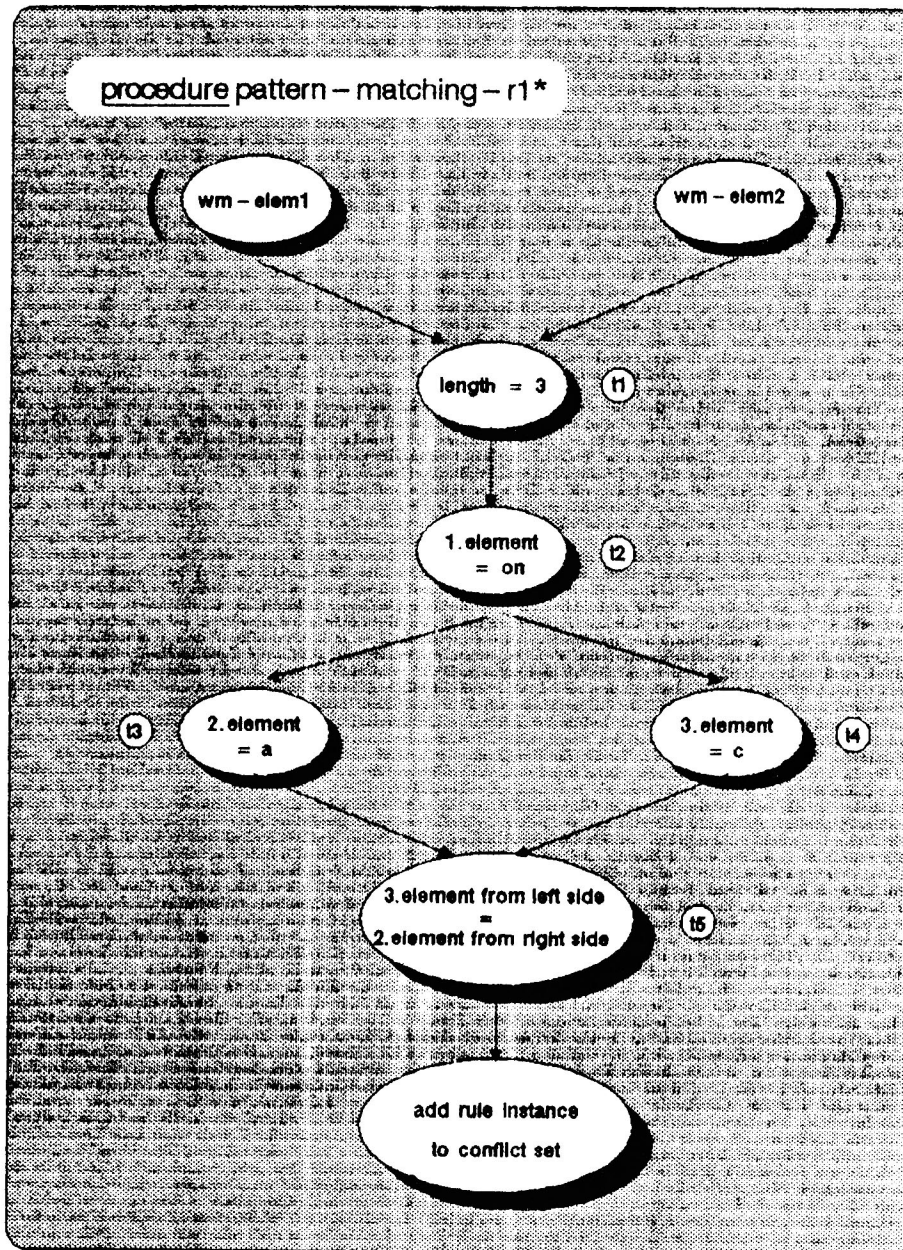 procedure pattern – matching – r1*
( wm – elem1 wm – elem2 )
length = 3 t1
1.element
= on t2
t3 2.element
= a
3.element
= c t4
3.element from left side
=
2.element from right side t5
add rule instance
to conflict set